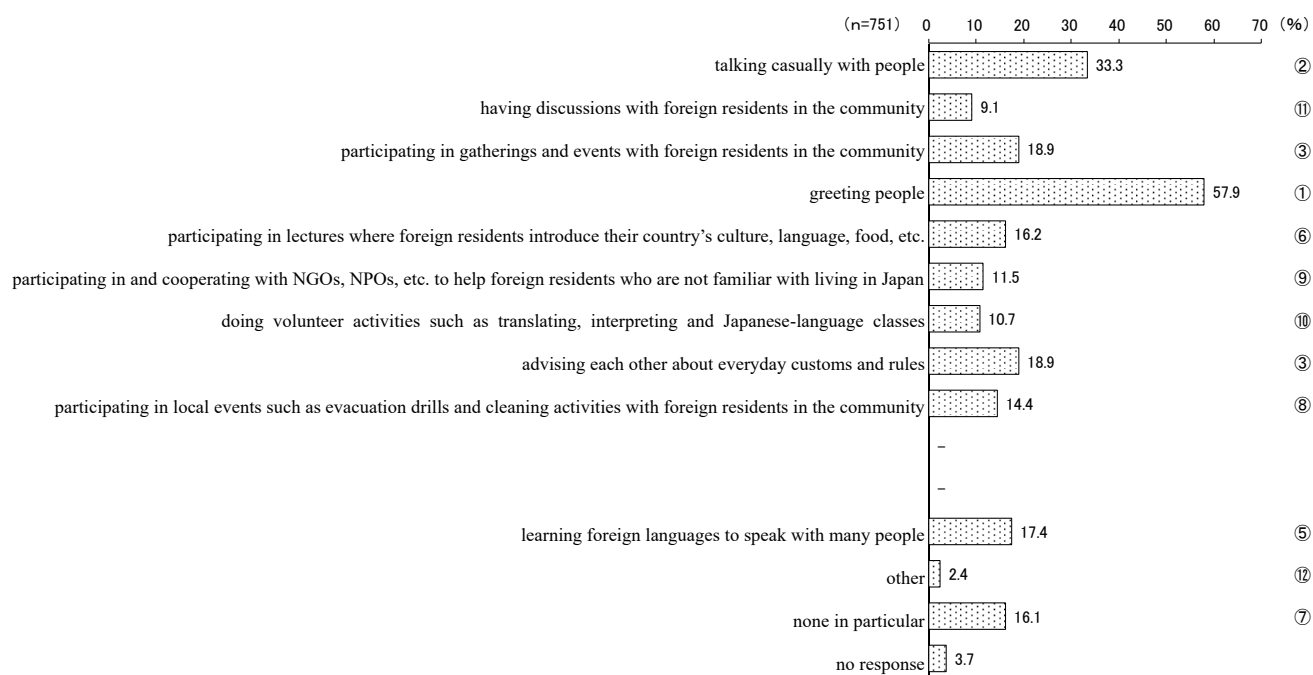 (n=751) 0 10 20 30 40 50 60 70 (%)
talking casually with people 33.3 ②
having discussions with foreign residents in the community 9.1 ⑪
participating in gatherings and events with foreign residents in the community 18.9 ③
greeting people 57.9 ①
participating in lectures where foreign residents introduce their country’s culture, language, food, etc. 16.2 ⑥
participating in and cooperating with NGOs, NPOs, etc. to help foreign residents who are not familiar with living in Japan 11.5 ⑨
doing volunteer activities such as translating, interpreting and Japanese-language classes 10.7 ⑩
advising each other about everyday customs and rules 18.9 ③
participating in local events such as evacuation drills and cleaning activities with foreign residents in the community 14.4 ⑧
–
–
learning foreign languages to speak with many people 17.4 ⑤
other 2.4 ⑫
none in particular 16.1 ⑦
no response 3.7